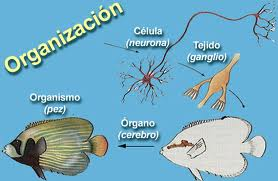 Organización
Célula
(neurona)
Tejido
(ganglio)
Organismo
(pez)
Órgano
(cerebro)